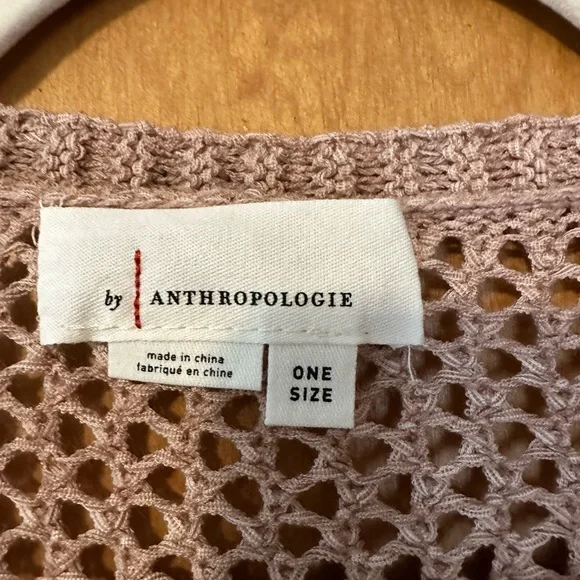 by ANTHROPOLOGIE
made in china
fabriqué en chine
ONE
SIZE